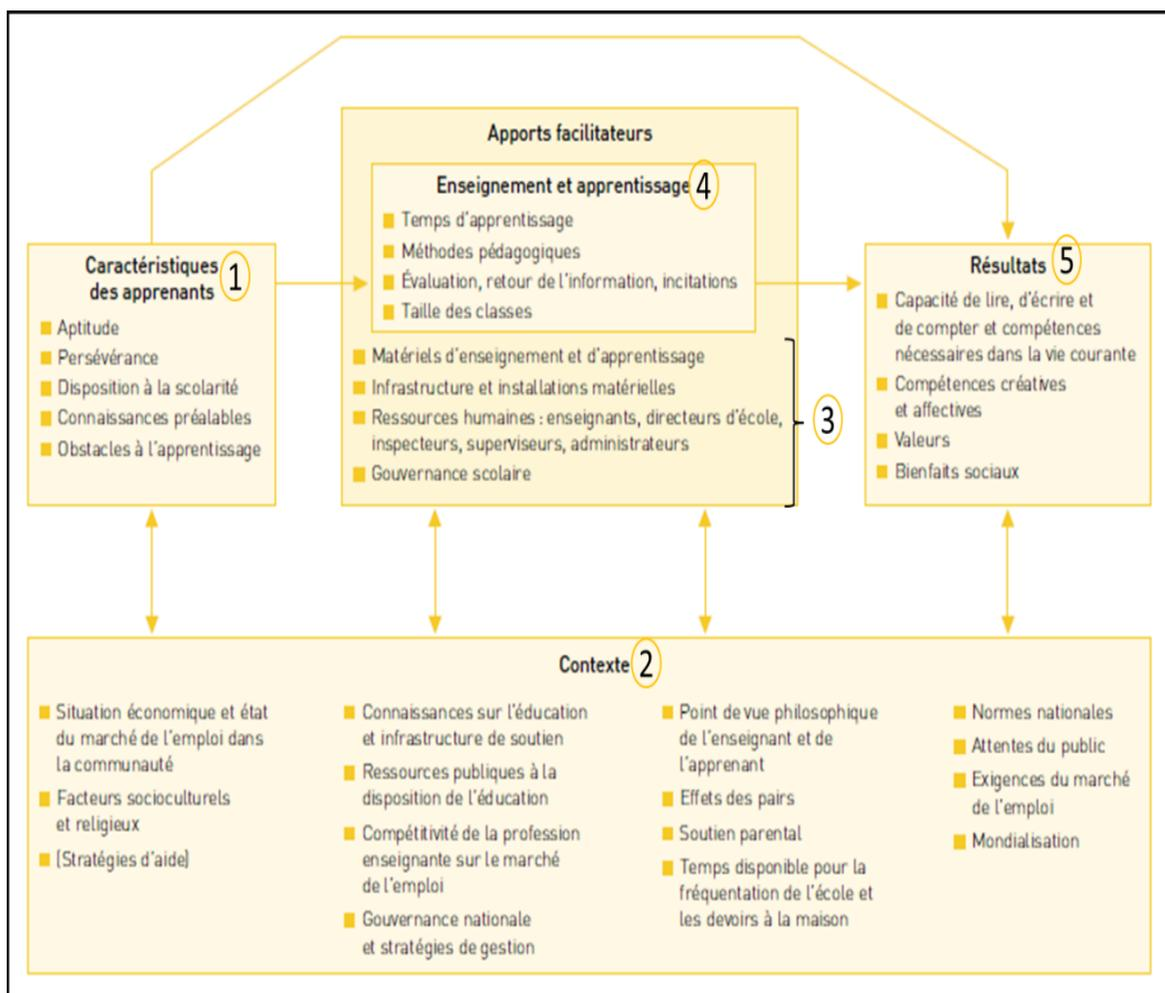 Apports facilitateurs
Enseignement et apprentissage 4
Temps d'apprentissage
Méthodes pédagogiques
Évaluation, retour de l'information, incitations
Taille des classes
Caractéristiques
des apprenants 1
Aptitude
Persévérance
Disposition à la scolarité
Connaissances préalables
Obstacles à l'apprentissage
Matériels d'enseignement et d'apprentissage
Infrastructure et installations matérielles
Ressources humaines : enseignants, directeurs d'école,
inspecteurs, superviseurs, administrateurs
Gouvernance scolaire
3
Résultats 5
Capacité de lire, d'écrire et
de compter et compétences
nécessaires dans la vie courante
Compétences créatives
et affectives
Valeurs
Bienfaits sociaux
Contexte 2
Situation économique et état
du marché de l'emploi dans
la communauté
Facteurs socioculturels
et religieux
(Stratégies d'aide)
Connaissances sur l'éducation
et infrastructure de soutien
Ressources publiques à la
disposition de l'éducation
Compétitivité de la profession
enseignante sur le marché
de l'emploi
Gouvernance nationale
et stratégies de gestion
Point de vue philosophique
de l'enseignant et de
l'apprenant
Effets des pairs
Soutien parental
Temps disponible pour la
fréquentation de l'école et
les devoirs à la maison
Normes nationales
Attentes du public
Exigences du marché
de l'emploi
Mondialisation